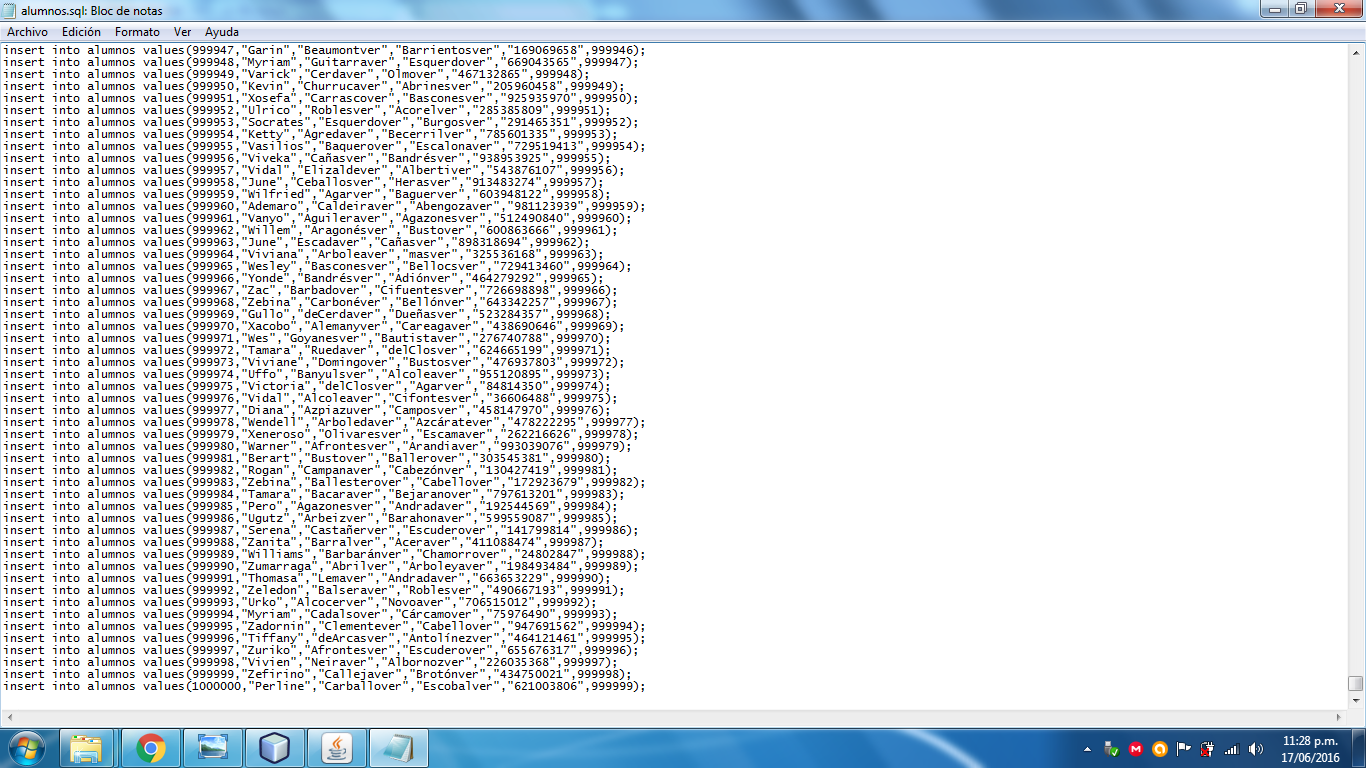 alumnos.sql: Bloc de notas
Archivo Edición Formato Ver Ayuda
insert into alumnos values(999947,"Garin","Beaumontver","Barrientosver","169069658",999946);
insert into alumnos values(999948,"Myriam","Guitarraver","Esquerdover","669043565",999947);
insert into alumnos values(999949,"Varick","Cerdaver","Olmover","467132865",999948);
insert into alumnos values(999950,"Kevin","Churrucaver","Abrinesver","205960458",999949);
insert into alumnos values(999951,"Xosefa","Carrascover","Basconesver","925935970",999950);
insert into alumnos values(999952,"Ulrico","Roblesver","Acorelver","285385809",999951);
insert into alumnos values(999953,"Socrates","Esquerdover","Burgosver","291465351",999952);
insert into alumnos values(999954,"Ketty","Agredaver","Becerrilver","785601335",999953);
insert into alumnos values(999955,"Vasilios","Baquerover","Escalonaver","729519413",999954);
insert into alumnos values(999956,"Viveka","Cañasver","Bandrésver","938953925",999955);
insert into alumnos values(999957,"Vidal","Elizaldever","Albertiver","543876107",999956);
insert into alumnos values(999958,"June","Ceballosver","Herasver","913483274",999957);
insert into alumnos values(999959,"Wilfried","Agarver","Baguerver","603948122",999958);
insert into alumnos values(999960,"Ademaro","Caldeiraver","Abengozaver","981123939",999959);
insert into alumnos values(999961,"Vanyo","Aguileraver","Agazonesver","512490840",999960);
insert into alumnos values(999962,"Willem","Aragonésver","Bustover","600863666",999961);
insert into alumnos values(999963,"June","Escadaver","Cañasver","898318694",999962);
insert into alumnos values(999964,"Viviana","Arboleaver","masver","325536168",999963);
insert into alumnos values(999965,"Wesley","Basconesver","Bellocsver","729413460",999964);
insert into alumnos values(999966,"Yonde","Bandrésver","Adiónver","464279292",999965);
insert into alumnos values(999967,"Zac","Barbadover","Cifuentesver","726698898",999966);
insert into alumnos values(999968,"Zebina","Carbonéver","Bellónver","643342257",999967);
insert into alumnos values(999969,"Gullo","deCerdaver","Dueñasver","523284357",999968);
insert into alumnos values(999970,"Xacobo","Alemanyver","Careagaver","438690646",999969);
insert into alumnos values(999971,"Wes","Goyanesver","Bautistaver","276740788",999970);
insert into alumnos values(999972,"Tamara","Ruedaver","delClosver","624665199",999971);
insert into alumnos values(999973,"Viviane","Domingover","Bustosver","476937803",999972);
insert into alumnos values(999974,"Uffo","Banyulsver","Alcoleaver","955120895",999973);
insert into alumnos values(999975,"Victoria","delClosver","Agarver","84814350",999974);
insert into alumnos values(999976,"Vidal","Alcoleaver","Cifontesver","36606488",999975);
insert into alumnos values(999977,"Diana","Azpiazuver","Camposver","458147970",999976);
insert into alumnos values(999978,"Wendell","Arboledaver","Azcáratever","478222295",999977);
insert into alumnos values(999979,"Xeneroso","Olivaresver","Escamaver","262216626",999978);
insert into alumnos values(999980,"Warner","Afrontesver","Arandiaver","993039076",999979);
insert into alumnos values(999981,"Berart","Bustover","Ballerover","303545381",999980);
insert into alumnos values(999982,"Rogan","Campanaver","Cabezónver","130427419",999981);
insert into alumnos values(999983,"Zebina","Ballesterover","Cabellover","172923679",999982);
insert into alumnos values(999984,"Tamara","Bacaraver","Bejaranover","797613201",999983);
insert into alumnos values(999985,"Pero","Agazonesver","Andradaver","192544569",999984);
insert into alumnos values(999986,"Ugutz","Arbeizver","Barahonaver","599559087",999985);
insert into alumnos values(999987,"Serena","Castañerver","Escuderover","141799814",999986);
insert into alumnos values(999988,"Zanita","Barralver","Aceraver","411088474",999987);
insert into alumnos values(999989,"Williams","Barbaránver","Chamorrover","24802847",999988);
insert into alumnos values(999990,"Zumarraga","Abrilver","Arboleyaver","198493484",999989);
insert into alumnos values(999991,"Thomasa","Lemaver","Andradaver","663653229",999990);
insert into alumnos values(999992,"Zeledon","Balseraver","Roblesver","490667193",999991);
insert into alumnos values(999993,"Urko","Alcocerver","Novoaver","706515012",999992);
insert into alumnos values(999994,"Myriam","Cadalsover","Cárcamover","75976490",999993);
insert into alumnos values(999995,"Zadornin","Clementever","Cabellover","947691562",999994);
insert into alumnos values(999996,"Tiffany","deArcasver","Antolínezver","464121461",999995);
insert into alumnos values(999997,"Zuriko","Afrontesver","Escuderover","655676317",999996);
insert into alumnos values(999998,"Vivien","Neiraver","Albornozver","226035368",999997);
insert into alumnos values(999999,"Zefirino","Callejaver","Brotónver","434750021",999998);
insert into alumnos values(1000000,"Perline","Carballover","Escobalver","621003806",999999);
11:28 p.m.
17/06/2016